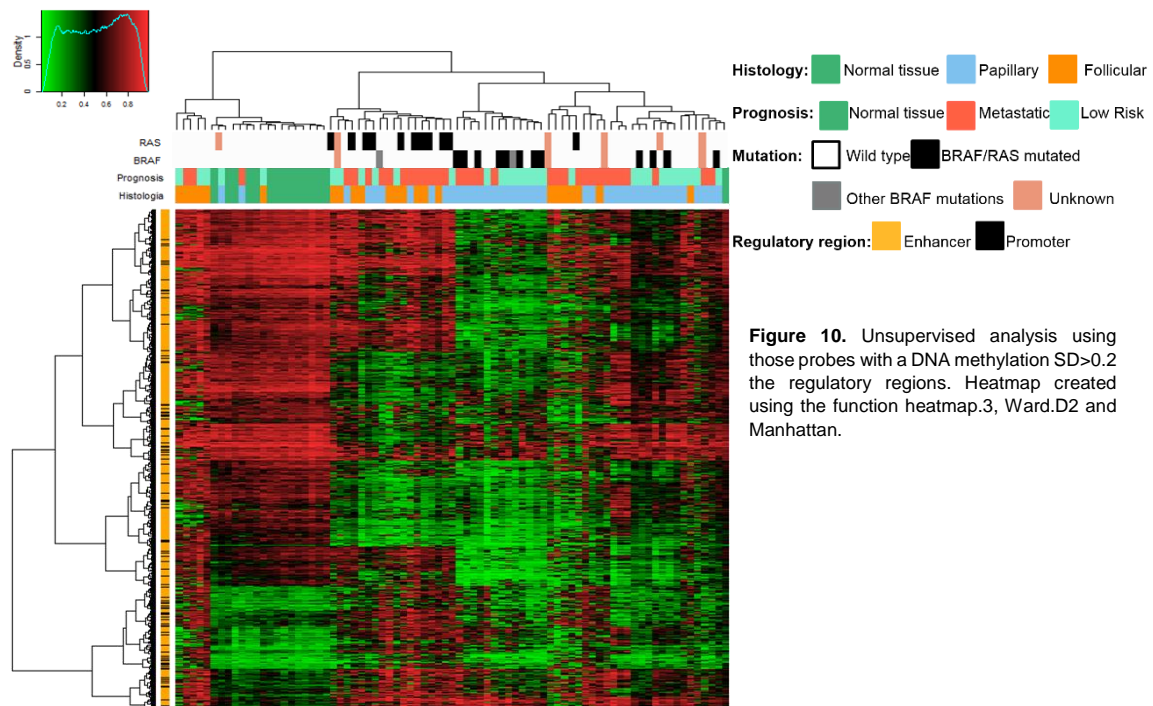 Density
0 0.5 1
0.2 0.4 0.6 0.8
RAS
BRAF
Prognosis
Histologia
Histology: Normal tissue Papillary Follicular
Prognosis: Normal tissue Metastatic Low Risk
Mutation: Wild type BRAF/RAS mutated
Other BRAF mutations Unknown
Regulatory region: Enhancer Promoter
Figure 10. Unsupervised analysis using
those probes with a DNA methylation SD>0.2
the regulatory regions. Heatmap created
using the function heatmap.3, Ward.D2 and
Manhattan.